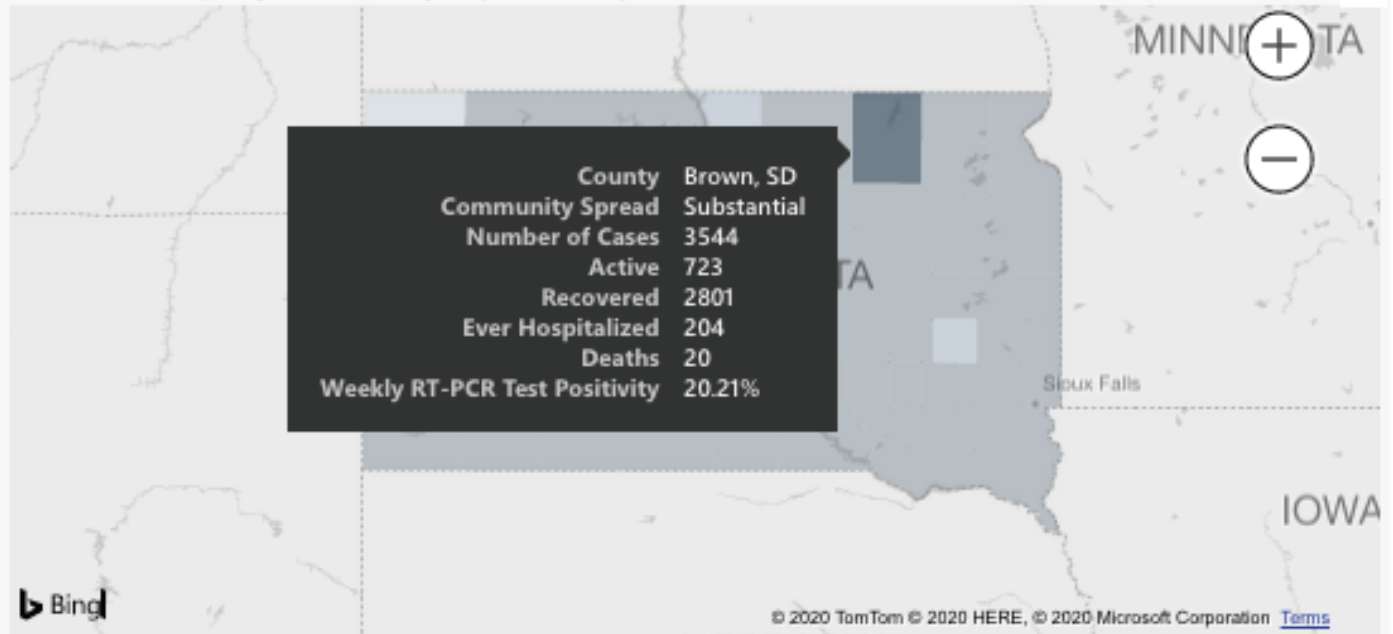 MINNE TA
+
County Brown, SD
Community Spread Substantial
Number of Cases 3544
Active 723
TA
Recovered 2801
Ever Hospitalized 204
Deaths 20
Weekly RT-PCR Test Positivity 20.21%
−
Sioux Falls
IOWA
Bing
© 2020 TomTom © 2020 HERE, © 2020 Microsoft Corporation Terms